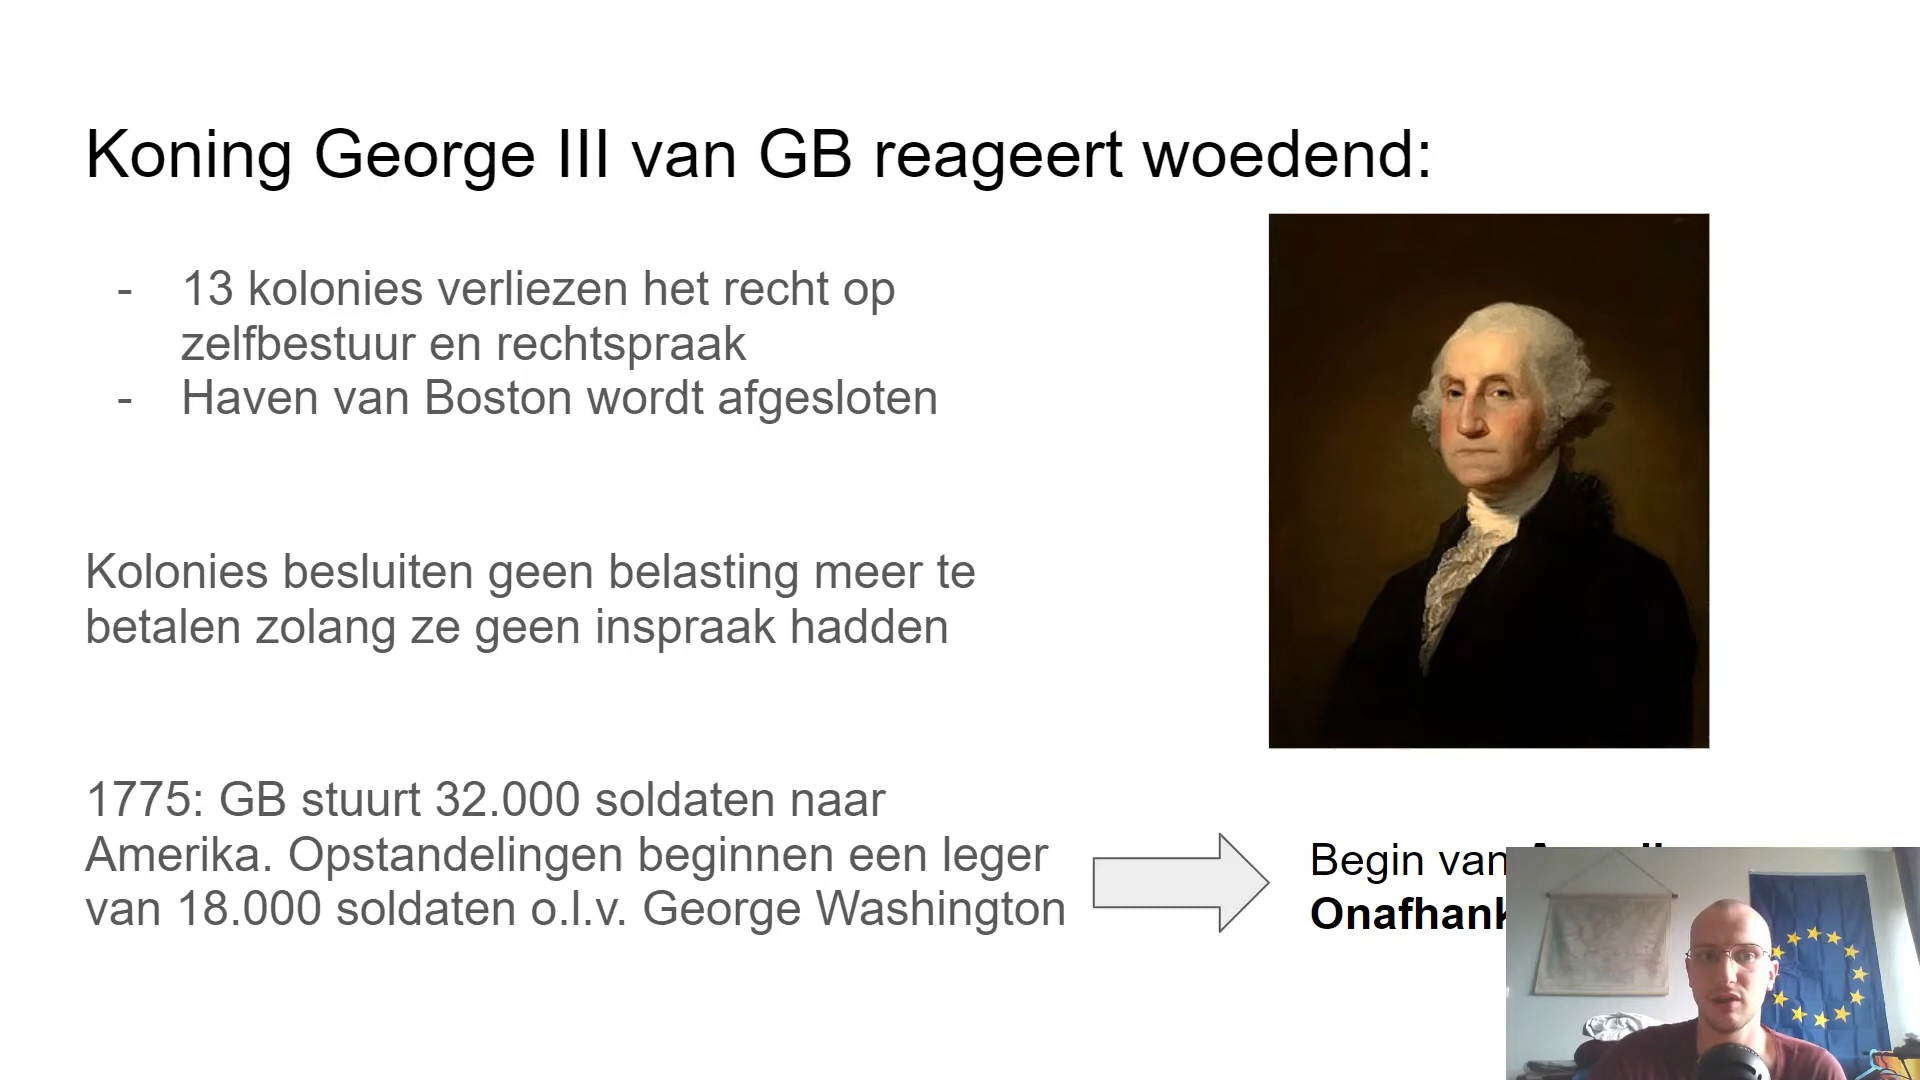 Koning George III van GB reageert woedend:
- 13 kolonies verliezen het recht op
zelfbestuur en rechtspraak
- Haven van Boston wordt afgesloten
Kolonies besluiten geen belasting meer te
betalen zolang ze geen inspraak hadden
1775: GB stuurt 32.000 soldaten naar
Amerika. Opstandelingen beginnen een leger
van 18.000 soldaten o.l.v. George Washington
Begin van